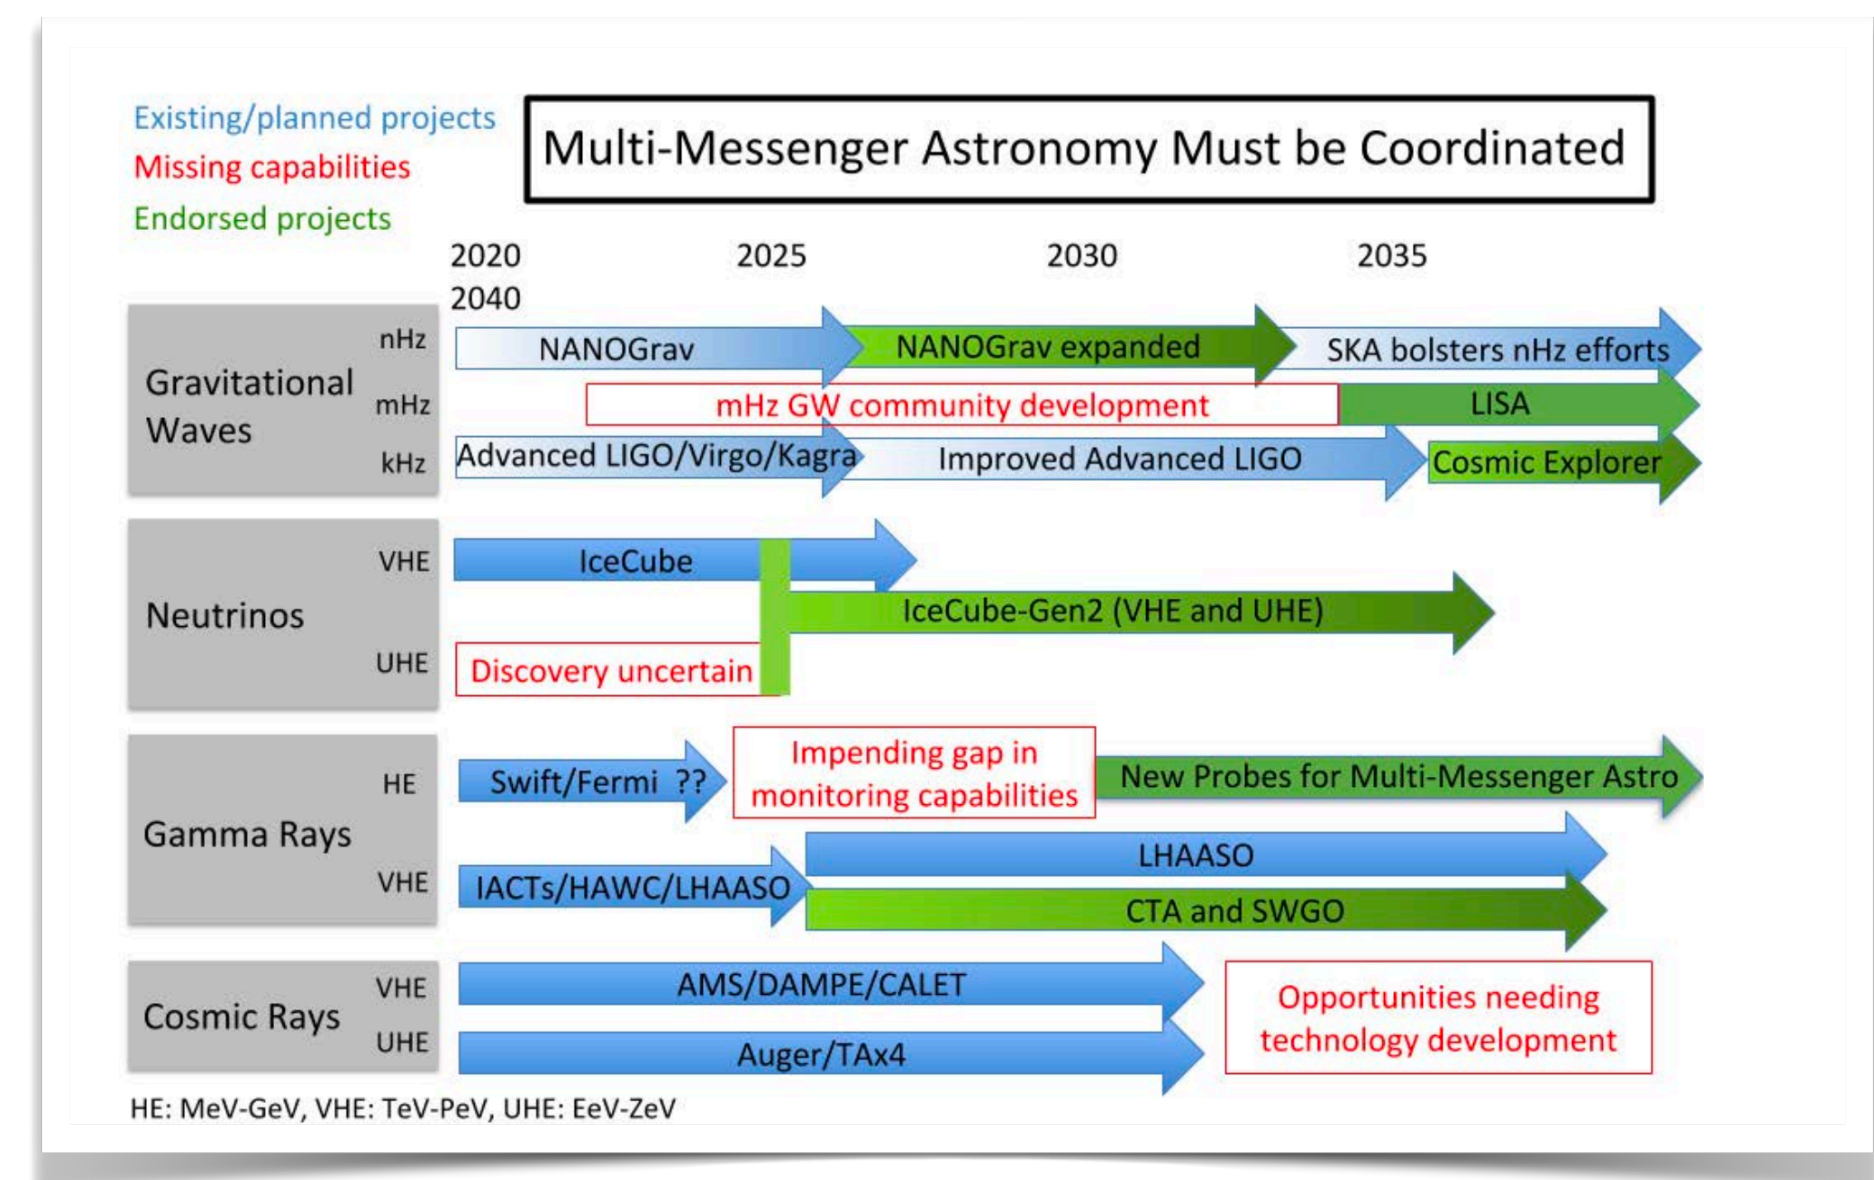 Existing/planned projects
Missing capabilities
Endorsed projects
Multi-Messenger Astronomy Must be Coordinated
2020 2025 2030 2035
2040
Gravitational
Waves
nHz
mHz
kHz
NANOGrav
NANOGrav expanded
SKA bolsters nHz efforts
mHz GW community development
LISA
Advanced LIGO/Virgo/Kagra
Improved Advanced LIGO
Cosmic Explorer
Neutrinos
VHE
UHE
IceCube
IceCube-Gen2 (VHE and UHE)
Discovery uncertain
Gamma Rays
HE
VHE
Swift/Fermi ??
Impending gap in
monitoring capabilities
New Probes for Multi-Messenger Astro
IACTs/HAWC/LHAASO
LHAASO
CTA and SWGO
Cosmic Rays
VHE
UHE
AMS/DAMPE/CALET
Auger/TAx4
Opportunities needing
technology development
HE: MeV-GeV, VHE: TeV-PeV, UHE: EeV-ZeV